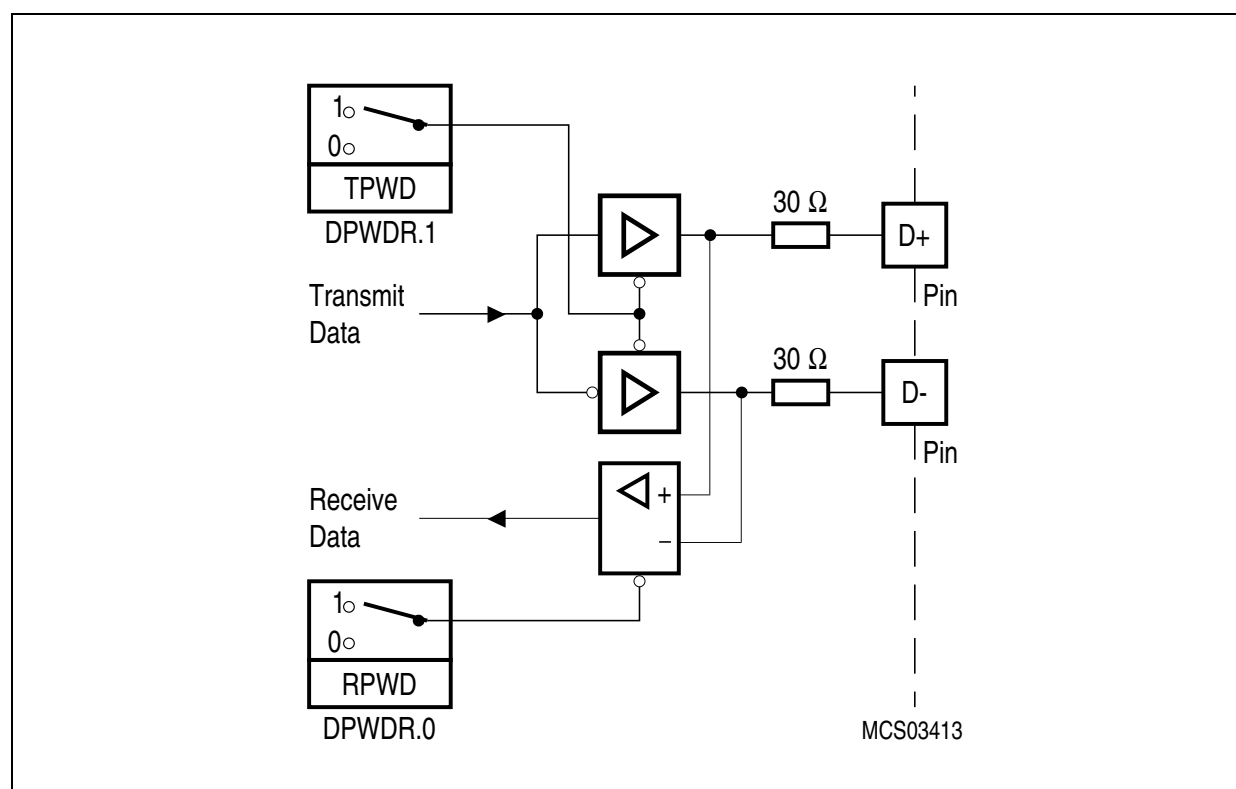 1
0
TPWD
DPWDR.1
30 Ω
D+
Pin
Transmit
Data
30 Ω
D-
Pin
+
−
Receive
Data
1
0
RPWD
DPWDR.0
MCS03413